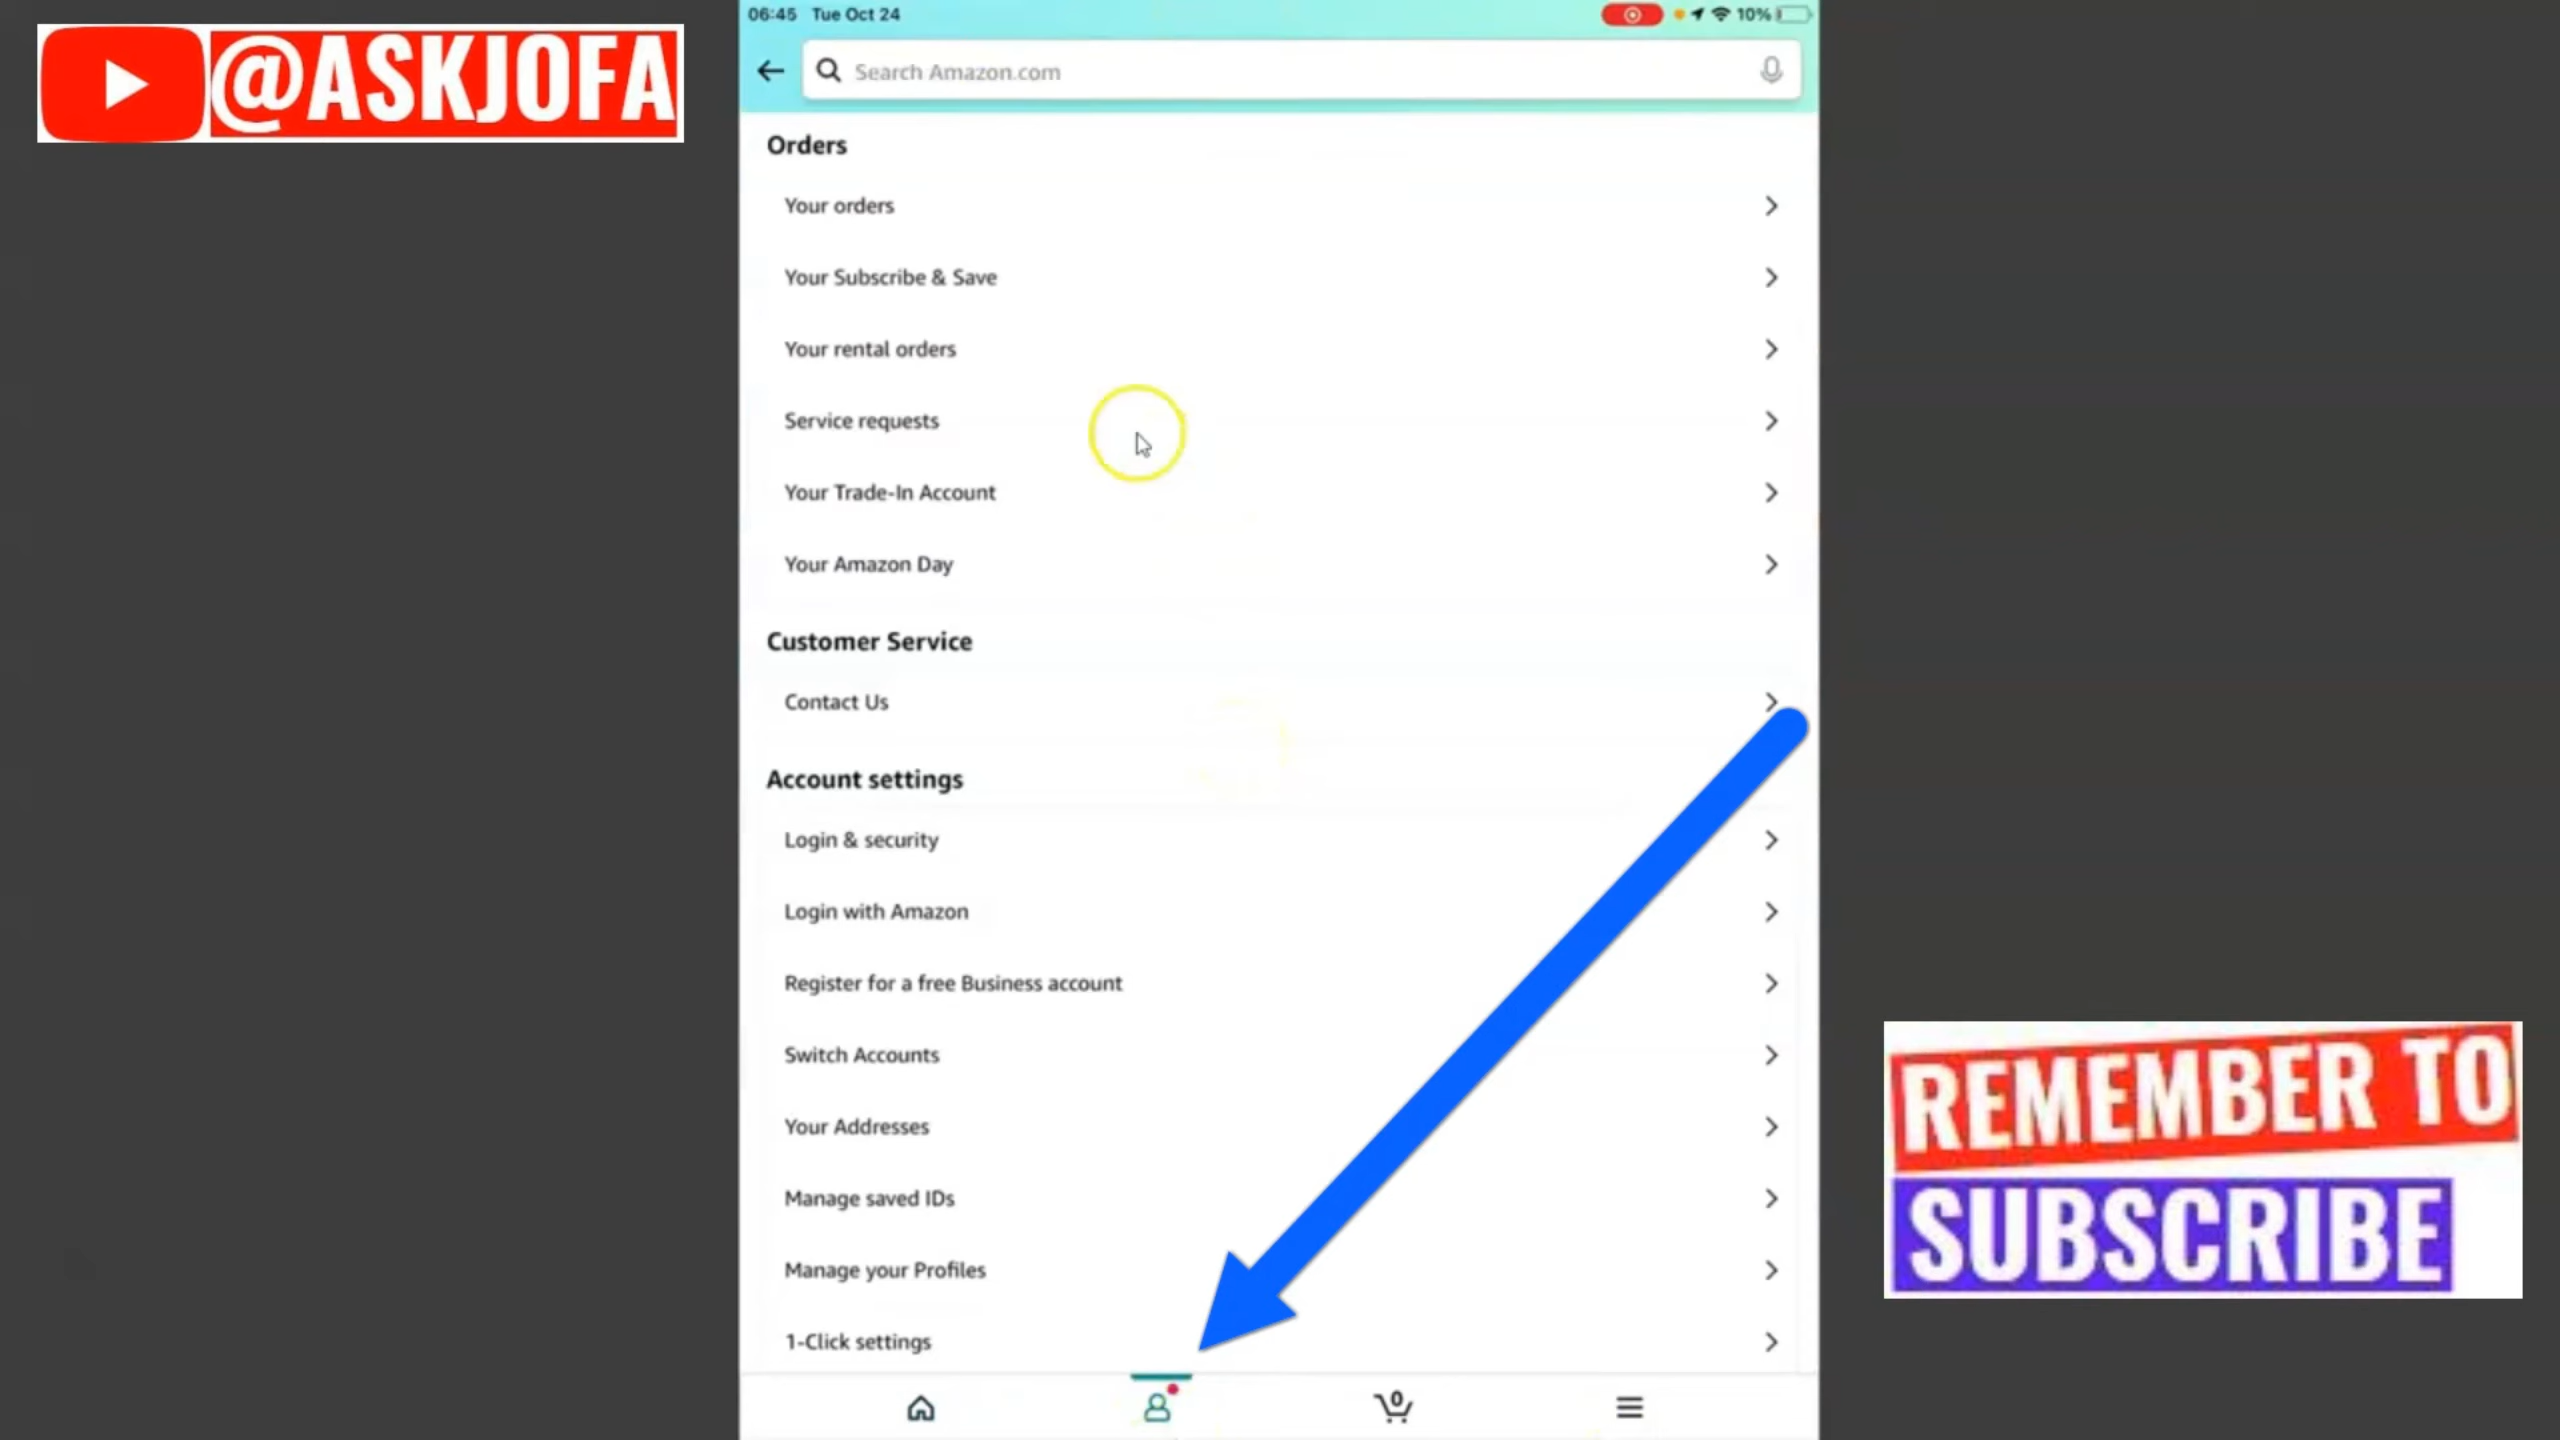 @ASKJOFA
06:45 Tue Oct 24
10%
Search Amazon.com
Orders
Your orders
Your Subscribe & Save
Your rental orders
Service requests
Your Trade-In Account
Your Amazon Day
Customer Service
Contact Us
Account settings
Login & security
Login with Amazon
Register for a free Business account
Switch Accounts
Your Addresses
Manage saved IDs
Manage your Profiles
1-Click settings
0
REMEMBER TO
SUBSCRIBE